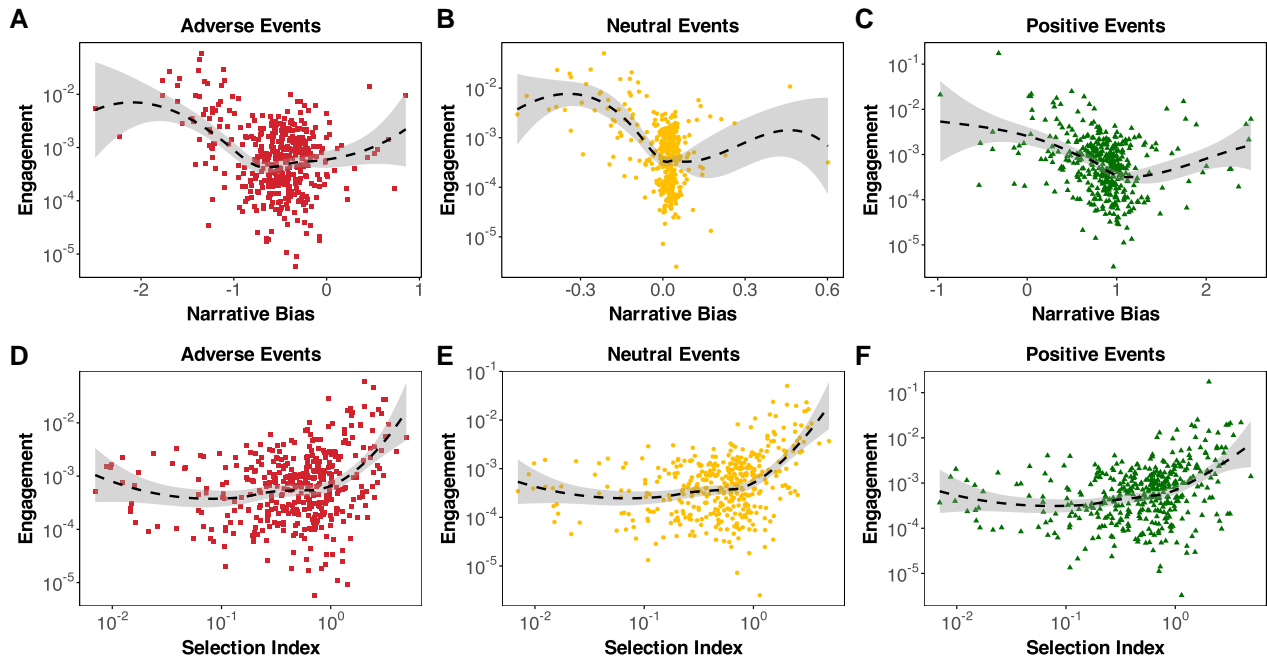 A
Adverse Events
Engagement
10^-2
10^-3
10^-4
10^-5
-2
-1
0
1
Narrative Bias
B
Neutral Events
Engagement
10^-2
10^-3
10^-4
10^-5
-0.3
0.0
0.3
0.6
Narrative Bias
C
Positive Events
Engagement
10^-1
10^-2
10^-3
10^-4
10^-5
-1
0
1
2
Narrative Bias
D
Adverse Events
Engagement
10^-2
10^-3
10^-4
10^-5
10^-2
10^-1
10^0
Selection Index
E
Neutral Events
Engagement
10^-1
10^-2
10^-3
10^-4
10^-5
10^-2
10^-1
10^0
Selection Index
F
Positive Events
Engagement
10^-1
10^-2
10^-3
10^-4
10^-5
10^-2
10^-1
10^0
Selection Index